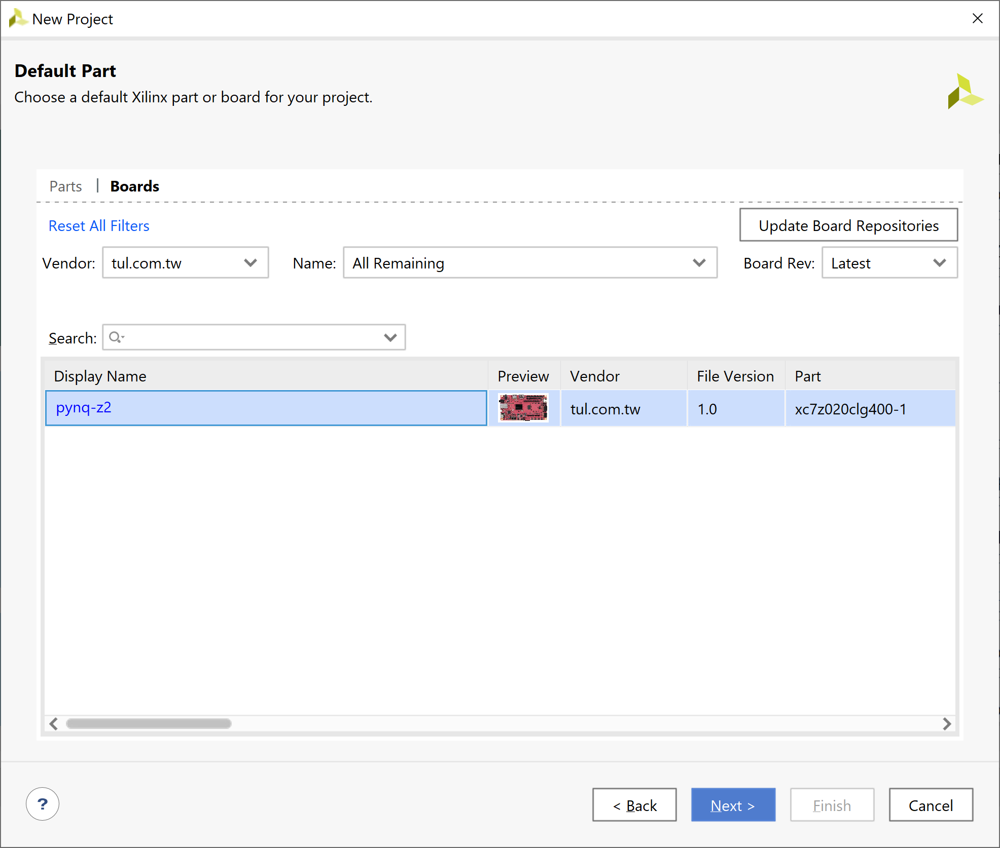 New Project
Default Part
Choose a default Xilinx part or board for your project.
Parts | Boards
Reset All Filters
Update Board Repositories
Vendor: tul.com.tw Name: All Remaining Board Rev: Latest
Search:
Display Name Preview Vendor File Version Part
pynq-z2 tul.com.tw 1.0 xc7z020clg400-1
? < Back Next > Finish Cancel